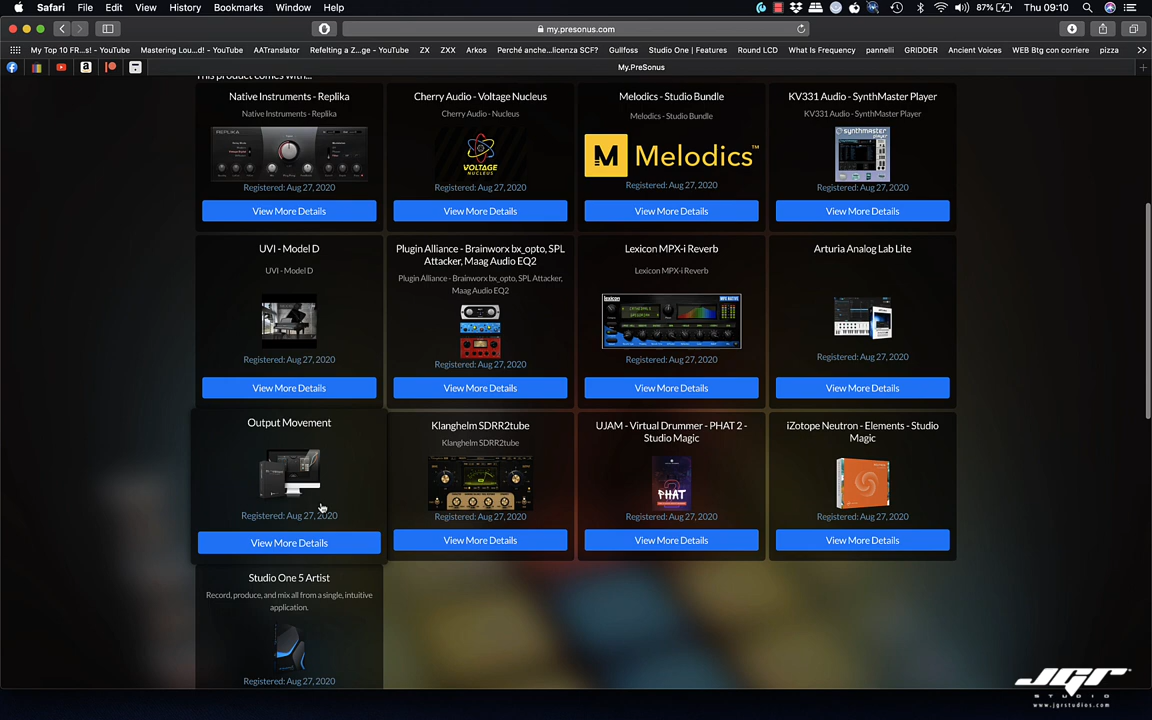 Safari File Edit View History Bookmarks Window Help
87% Thu 09:10
my.presonus.com
My Top 10 FR...s! - YouTube Mastering Lou...d! - YouTube AATranslator Refelting a Z...ge - YouTube ZX ZXX Arkos Perché anche...licenza SCF? Gullfoss Studio One | Features Round LCD What Is Frequency pannelli GRIDDER Ancient Voices WEB Btg con corriere pizza
My.PreSonus
This product comes with...
Native Instruments - Replika
Native Instruments - Replika
REPLIKA
Registered: Aug 27, 2020
View More Details
Cherry Audio - Voltage Nucleus
Cherry Audio - Nucleus
VOLTAGE
NUCLEUS
Registered: Aug 27, 2020
View More Details
Melodics - Studio Bundle
Melodics - Studio Bundle
M Melodics
Registered: Aug 27, 2020
View More Details
KV331 Audio - SynthMaster Player
KV331 Audio - SynthMaster Player
synthmaster
player
Registered: Aug 27, 2020
View More Details
UVI - Model D
UVI - Model D
Registered: Aug 27, 2020
View More Details
Plugin Alliance - Brainworx bx_opto, SPL
Attacker, Maag Audio EQ2
Plugin Alliance - Brainworx bx_opto, SPL
Attacker, Maag Audio EQ2
Registered: Aug 27, 2020
View More Details
Lexicon MPX-i Reverb
Lexicon MPX-i Reverb
lexicon
Registered: Aug 27, 2020
View More Details
Arturia Analog Lab Lite
Registered: Aug 27, 2020
View More Details
Output Movement
Registered: Aug 27, 2020
View More Details
Klanghelm SDRR2tube
Klanghelm SDRR2tube
Registered: Aug 27, 2020
View More Details
UJAM - Virtual Drummer - PHAT 2 -
Studio Magic
PHAT
2
Registered: Aug 27, 2020
View More Details
iZotope Neutron - Elements - Studio
Magic
Registered: Aug 27, 2020
View More Details
Studio One 5 Artist
Record, produce, and mix all from a single, intuitive
application.
Registered: Aug 27, 2020
JGR
STUDIO
www.jgrstudios.com